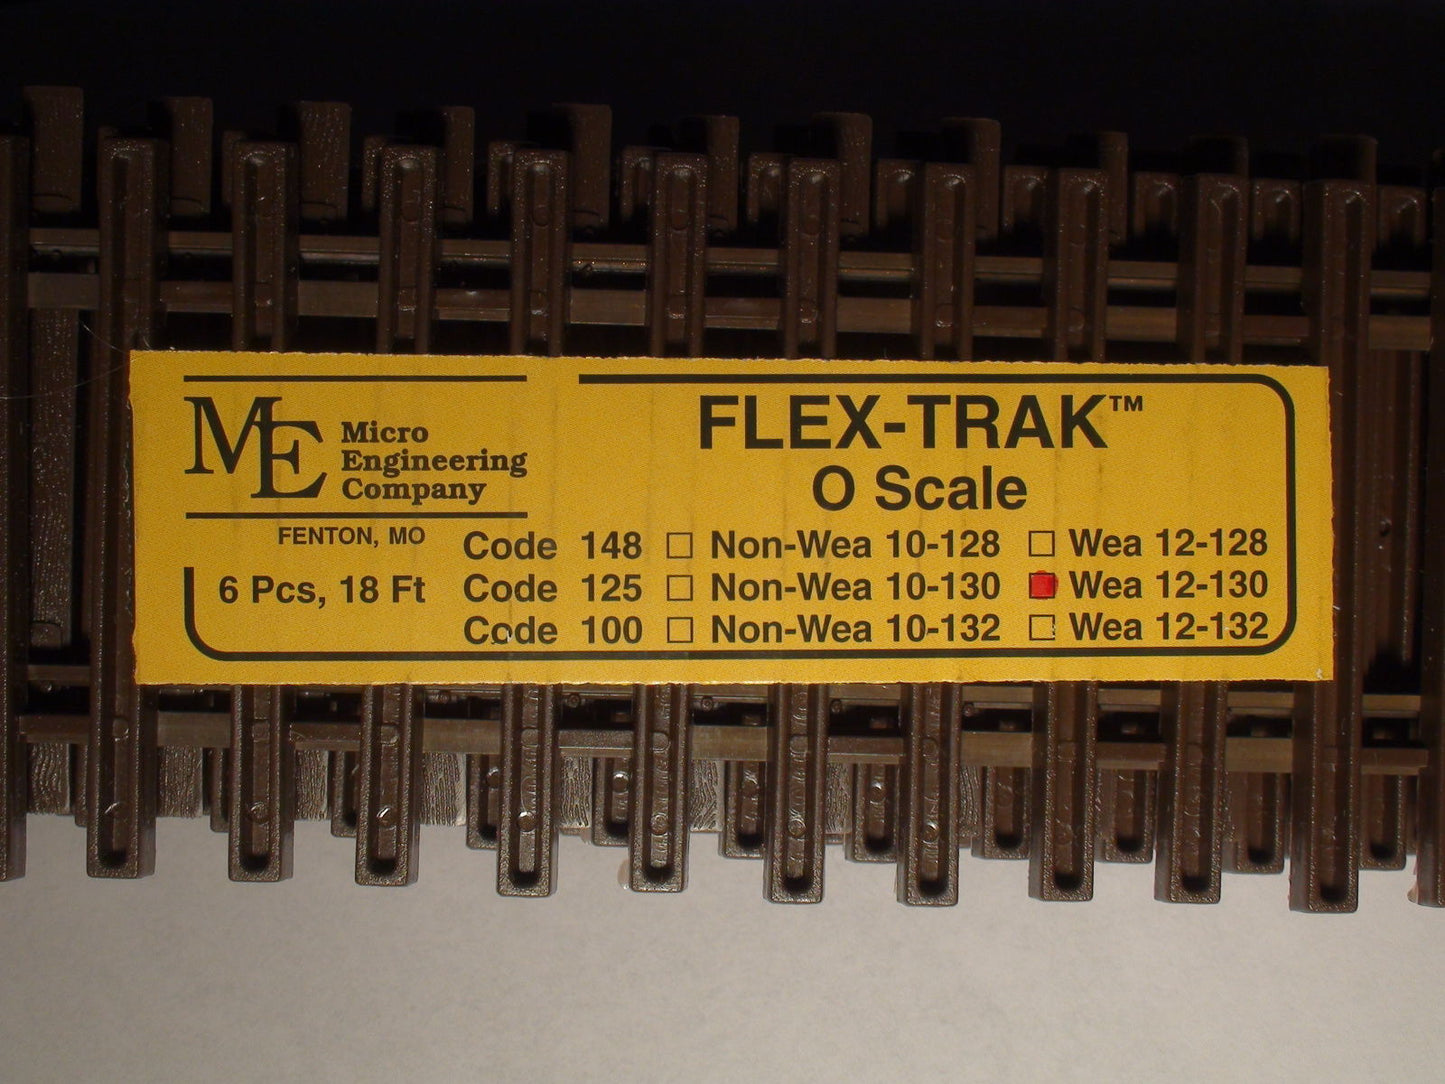 ME Micro
Engineering
Company
FENTON, MO
FLEX-TRAK™
O Scale
6 Pcs, 18 Ft
Code 148 ☐ Non-Wea 10-128 ☐ Wea 12-128
Code 125 ☐ Non-Wea 10-130 ■ Wea 12-130
Code 100 ☐ Non-Wea 10-132 ☐ Wea 12-132